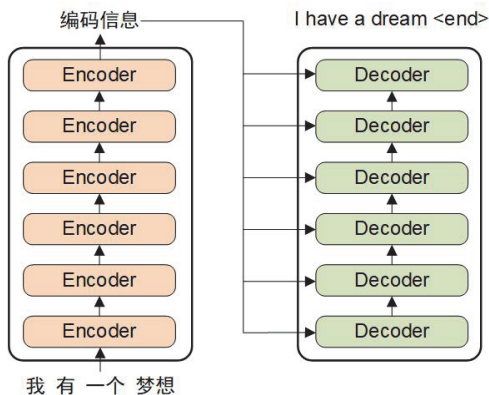 编码信息
Encoder
Encoder
Encoder
Encoder
Encoder
Encoder
我 有 一个 梦想
I have a dream <end>
Decoder
Decoder
Decoder
Decoder
Decoder
Decoder